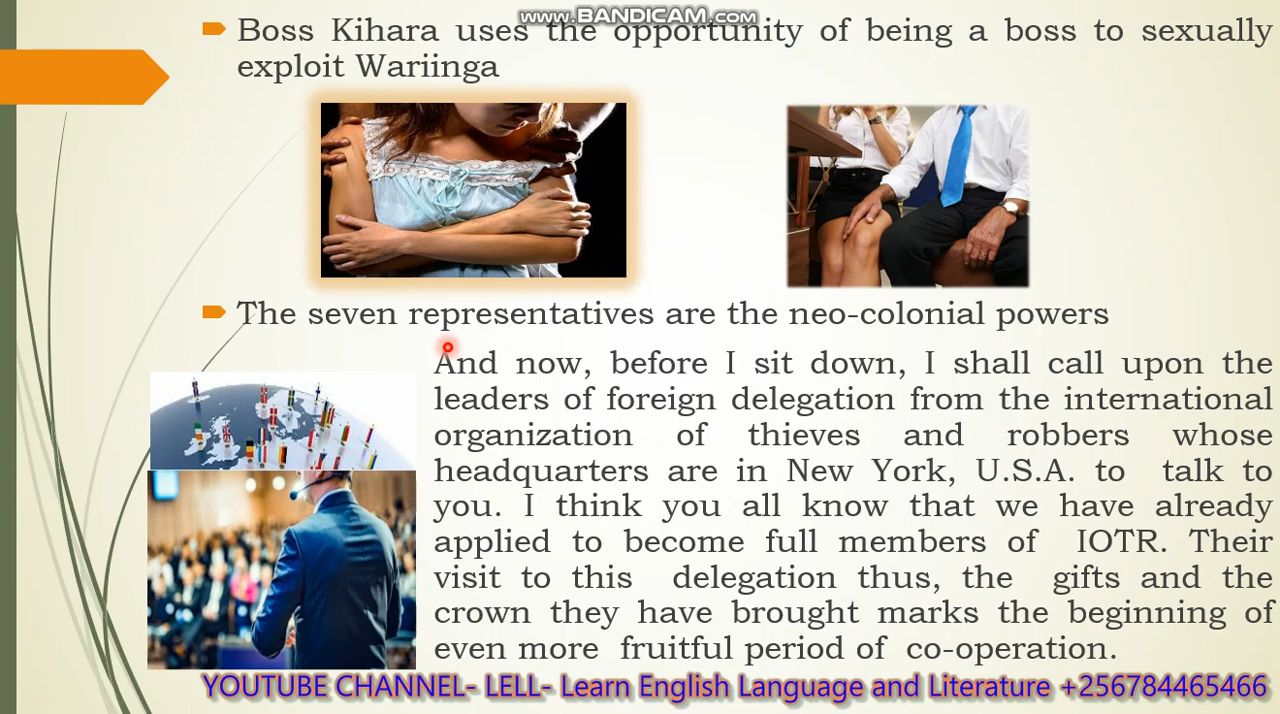 www.BANDICAM.com
Boss Kihara uses the opportunity of being a boss to sexually
exploit Wariinga
The seven representatives are the neo-colonial powers
And now, before I sit down, I shall call upon the
leaders of foreign delegation from the international
organization of thieves and robbers whose
headquarters are in New York, U.S.A. to talk to
you. I think you all know that we have already
applied to become full members of IOTR. Their
visit to this delegation thus, the gifts and the
crown they have brought marks the beginning of
even more fruitful period of co-operation.
YOUTUBE CHANNEL- LELL- Learn English Language and Literature +256784465466